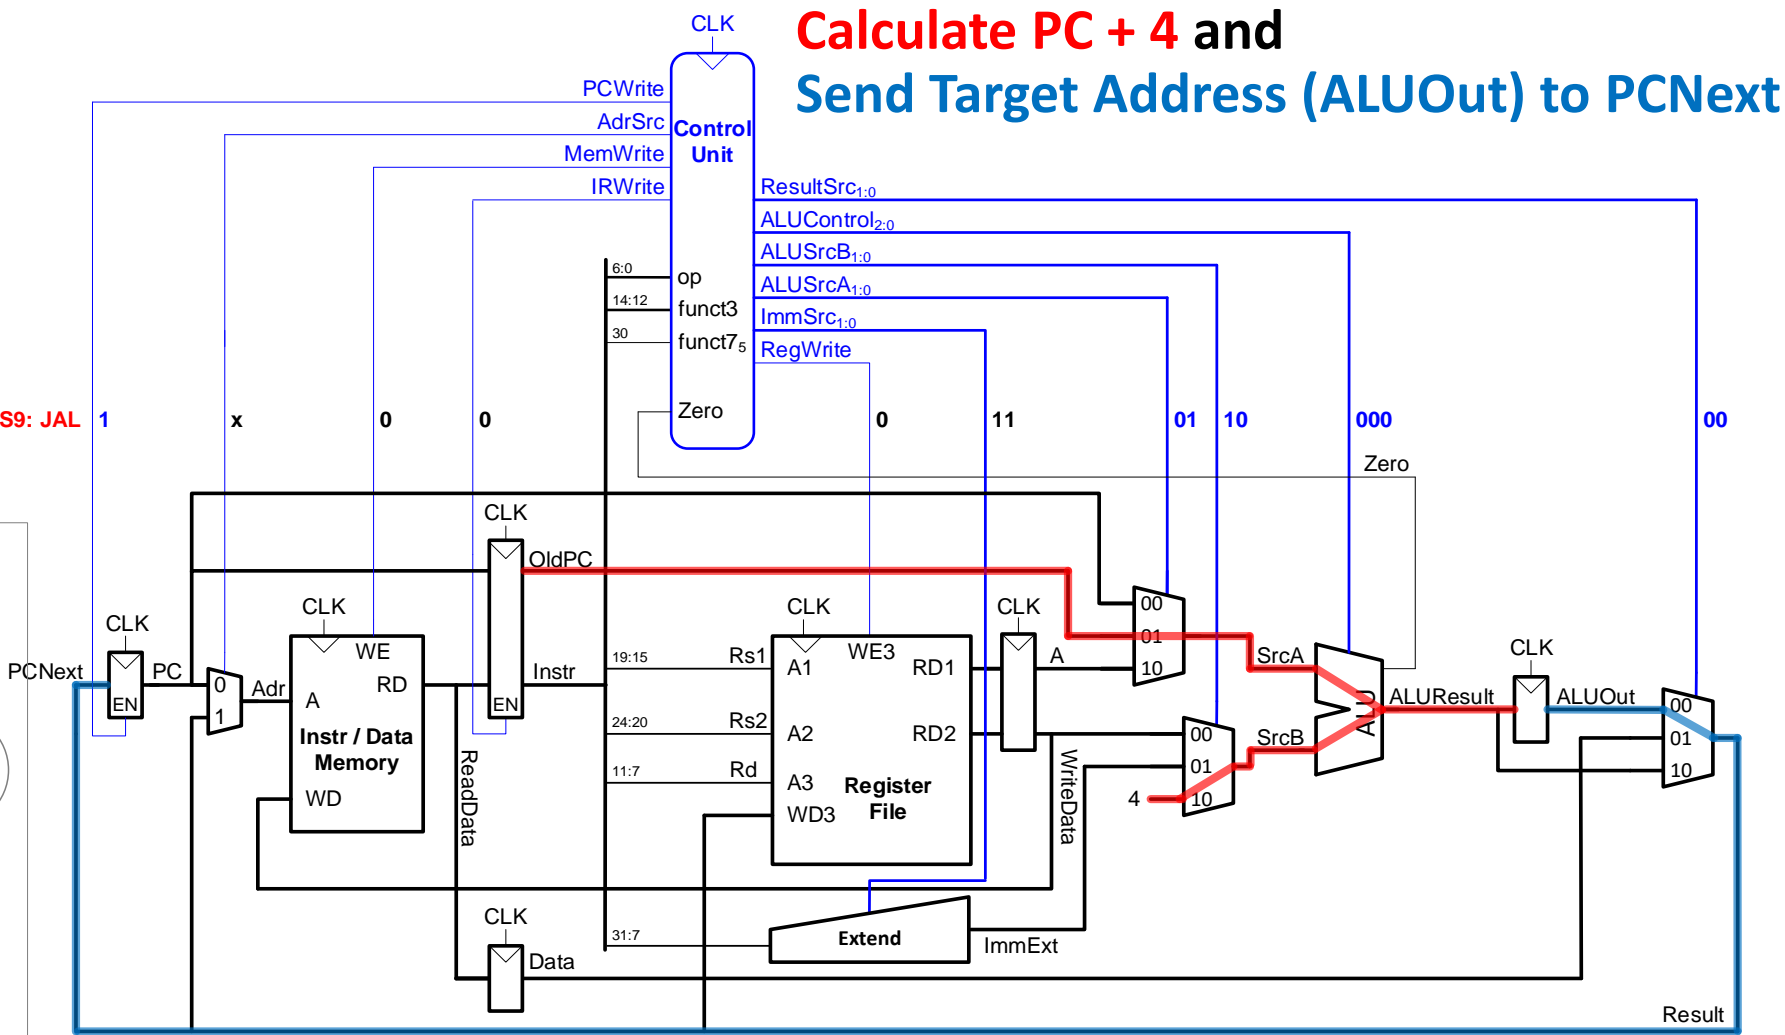 Calculate PC + 4 and
Send Target Address (ALUOut) to PCNext
CLK
PCWrite
AdrSrc
MemWrite
IRWrite
Control
Unit
ResultSrc1:0
ALUControl2:0
ALUSrcB1:0
ALUSrcA1:0
ImmSrc1:0
RegWrite
6:0
op
14:12
funct3
30
funct75
Zero
S9: JAL
1
x
0
0
0
11
01
10
000
00
Zero
CLK
OldPC
CLK
PCNext
PC
EN
0
1
Adr
CLK
WE
RD
A
Instr / Data
Memory
WD
ReadData
EN
Instr
19:15
Rs1
24:20
Rs2
11:7
Rd
CLK
WE3
A1
RD1
A2
RD2
A3
WD3
Register
File
CLK
A
WriteData
00
01
10
00
01
10
4
SrcA
SrcB
ALU
ALUResult
CLK
ALUOut
00
01
10
31:7
Extend
ImmExt
CLK
Data
Result